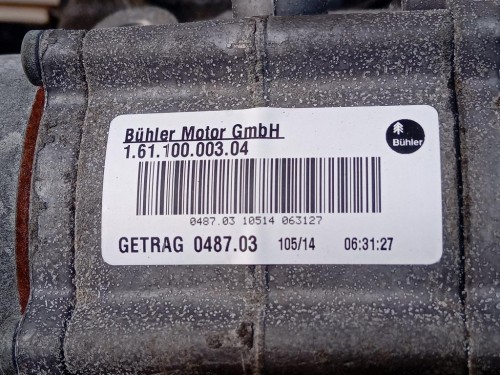 Bühler Motor GmbH
1.61.100.003.04
Bühler
0487.03 10514 063127
GETRAG 0487.03 105/14 06:31:27